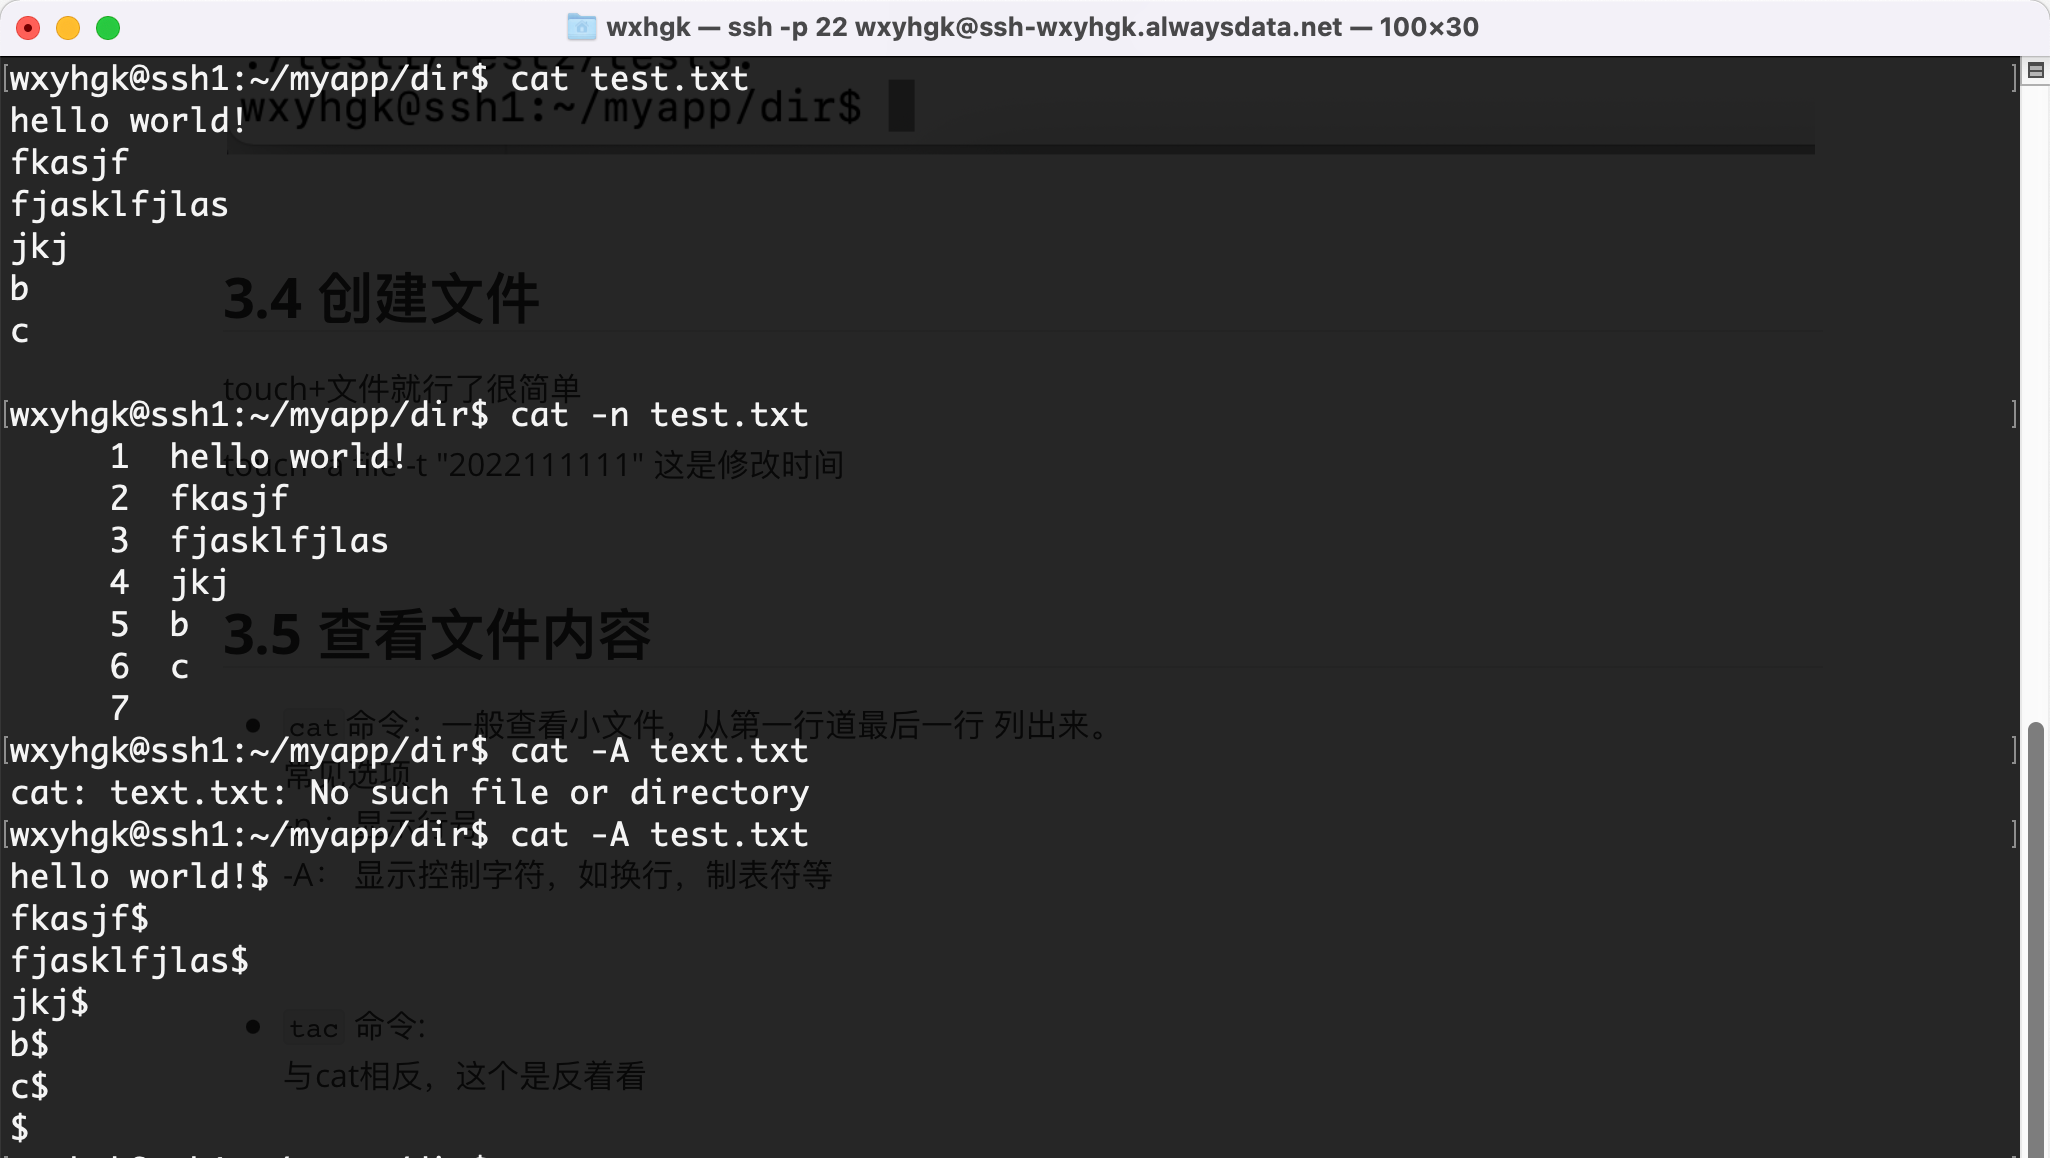 wxhgk — ssh -p 22 wxyhgk@ssh-wxyhgk.alwaysdata.net — 100×30
wxyhgk@ssh1:~/myapp/dir$ cat test.txt
hello world!
fkasjf
fjasklfjlas
jkj
b
c
wxyhgk@ssh1:~/myapp/dir$ cat -n test.txt
1 hello world!
2 fkasjf
3 fjasklfjlas
4 jkj
5 b
6 c
7
wxyhgk@ssh1:~/myapp/dir$ cat -A text.txt
cat: text.txt: No such file or directory
wxyhgk@ssh1:~/myapp/dir$ cat -A test.txt
hello world!$
fkasjf$
fjasklfjlas$
jkj$
b$
c$
$
wxyhgk@ssh1:~/myapp/dir$
3.4 创建文件
touch+文件就行了很简单
-t "2022111111" 这是修改时间
3.5 查看文件内容
cat命令：一般查看小文件，从第一行道最后一行 列出来。
常见选项
显示行号
-A： 显示控制字符，如换行，制表符等
tac 命令:
与cat相反，这个是反着看